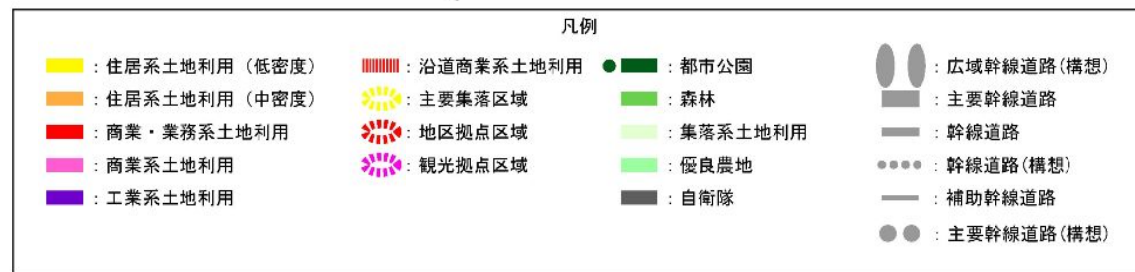 凡例
：住居系土地利用（低密度）
：住居系土地利用（中密度）
：商業・業務系土地利用
：商業系土地利用
：工業系土地利用
：沿道商業系土地利用
：主要集落区域
：地区拠点区域
：観光拠点区域
：都市公園
：森林
：集落系土地利用
：優良農地
：自衛隊
：広域幹線道路(構想)
：主要幹線道路
：幹線道路
：幹線道路(構想)
：補助幹線道路
：主要幹線道路(構想)